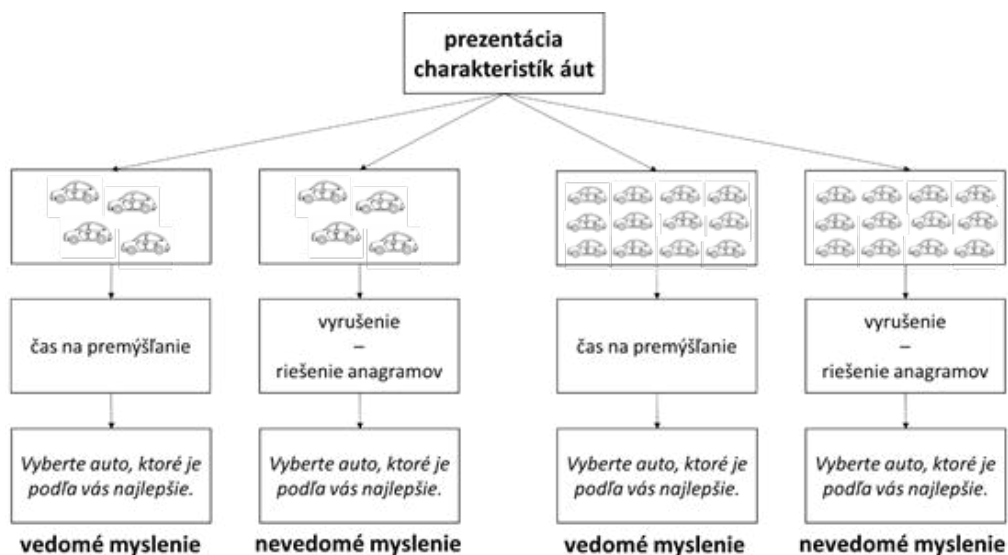 prezentácia
charakteristík áut
čas na premýšľanie
vyrušenie
–
riešenie anagramov
čas na premýšľanie
vyrušenie
–
riešenie anagramov
Vyberte auto, ktoré je
podľa vás najlepšie.
Vyberte auto, ktoré je
podľa vás najlepšie.
Vyberte auto, ktoré je
podľa vás najlepšie.
Vyberte auto, ktoré je
podľa vás najlepšie.
vedomé myslenie
nevedomé myslenie
vedomé myslenie
nevedomé myslenie